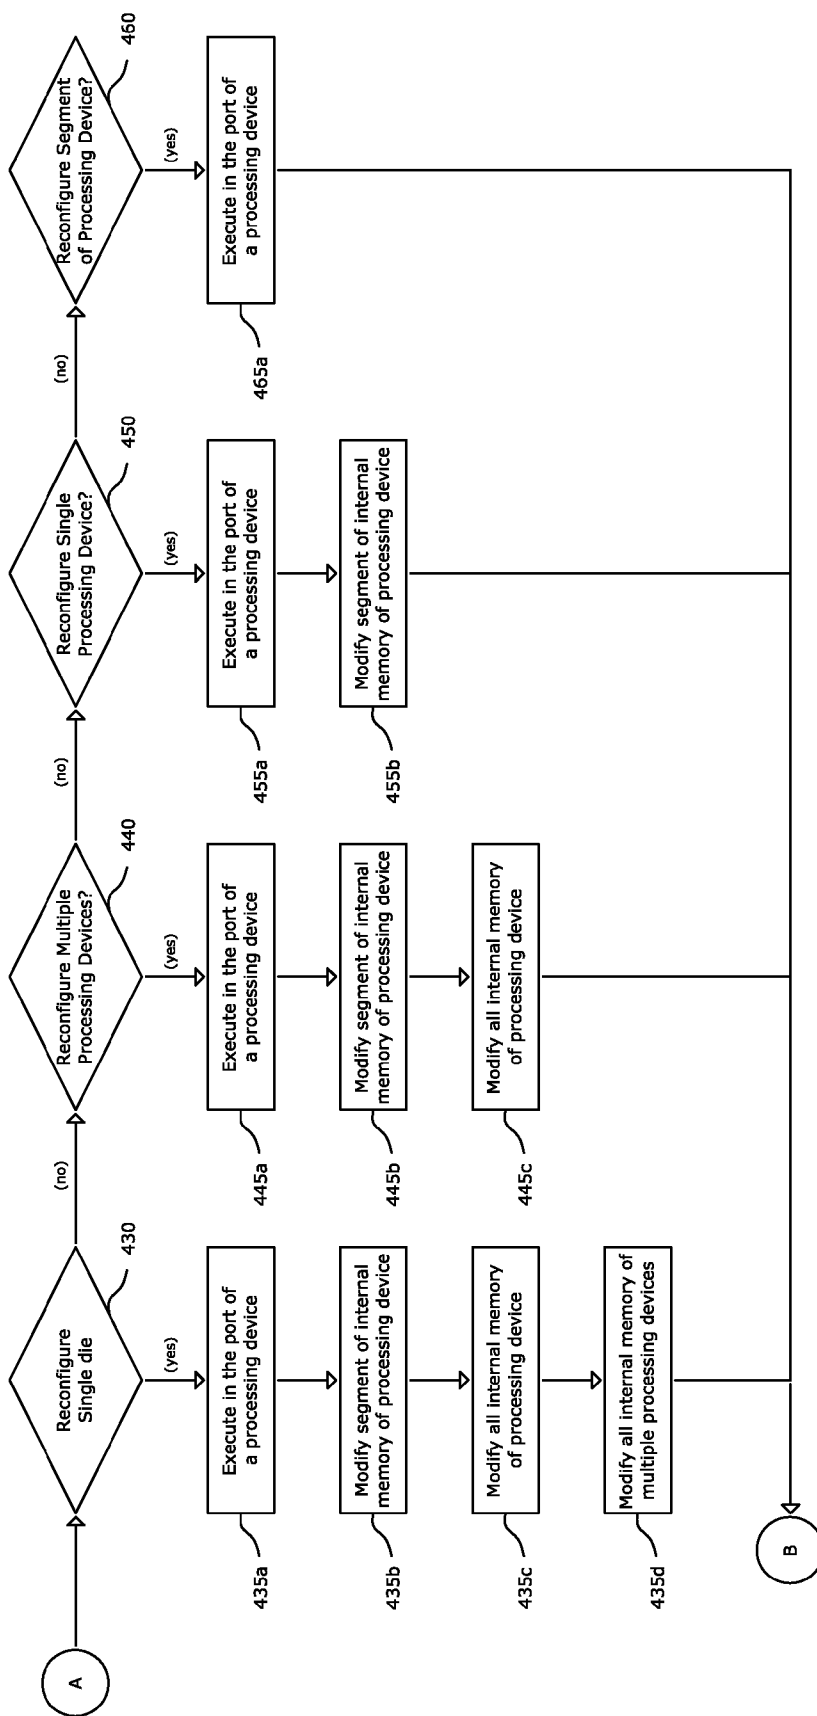 A
Reconfigure
Single die
430
(no)
Reconfigure Multiple
Processing Devices?
440
(no)
Reconfigure Single
Processing Device?
450
(no)
Reconfigure Segment
of Processing Device?
460
(yes)
(yes)
(yes)
(yes)
Execute in the port of
a processing device
435a
Execute in the port of
a processing device
445a
Execute in the port of
a processing device
455a
Execute in the port of
a processing device
465a
Modify segment of internal
memory of processing device
435b
Modify segment of internal
memory of processing device
445b
Modify segment of internal
memory of processing device
455b
Modify all internal memory
of processing device
435c
Modify all internal memory
of processing device
445c
Modify all internal memory of
multiple processing devices
435d
B